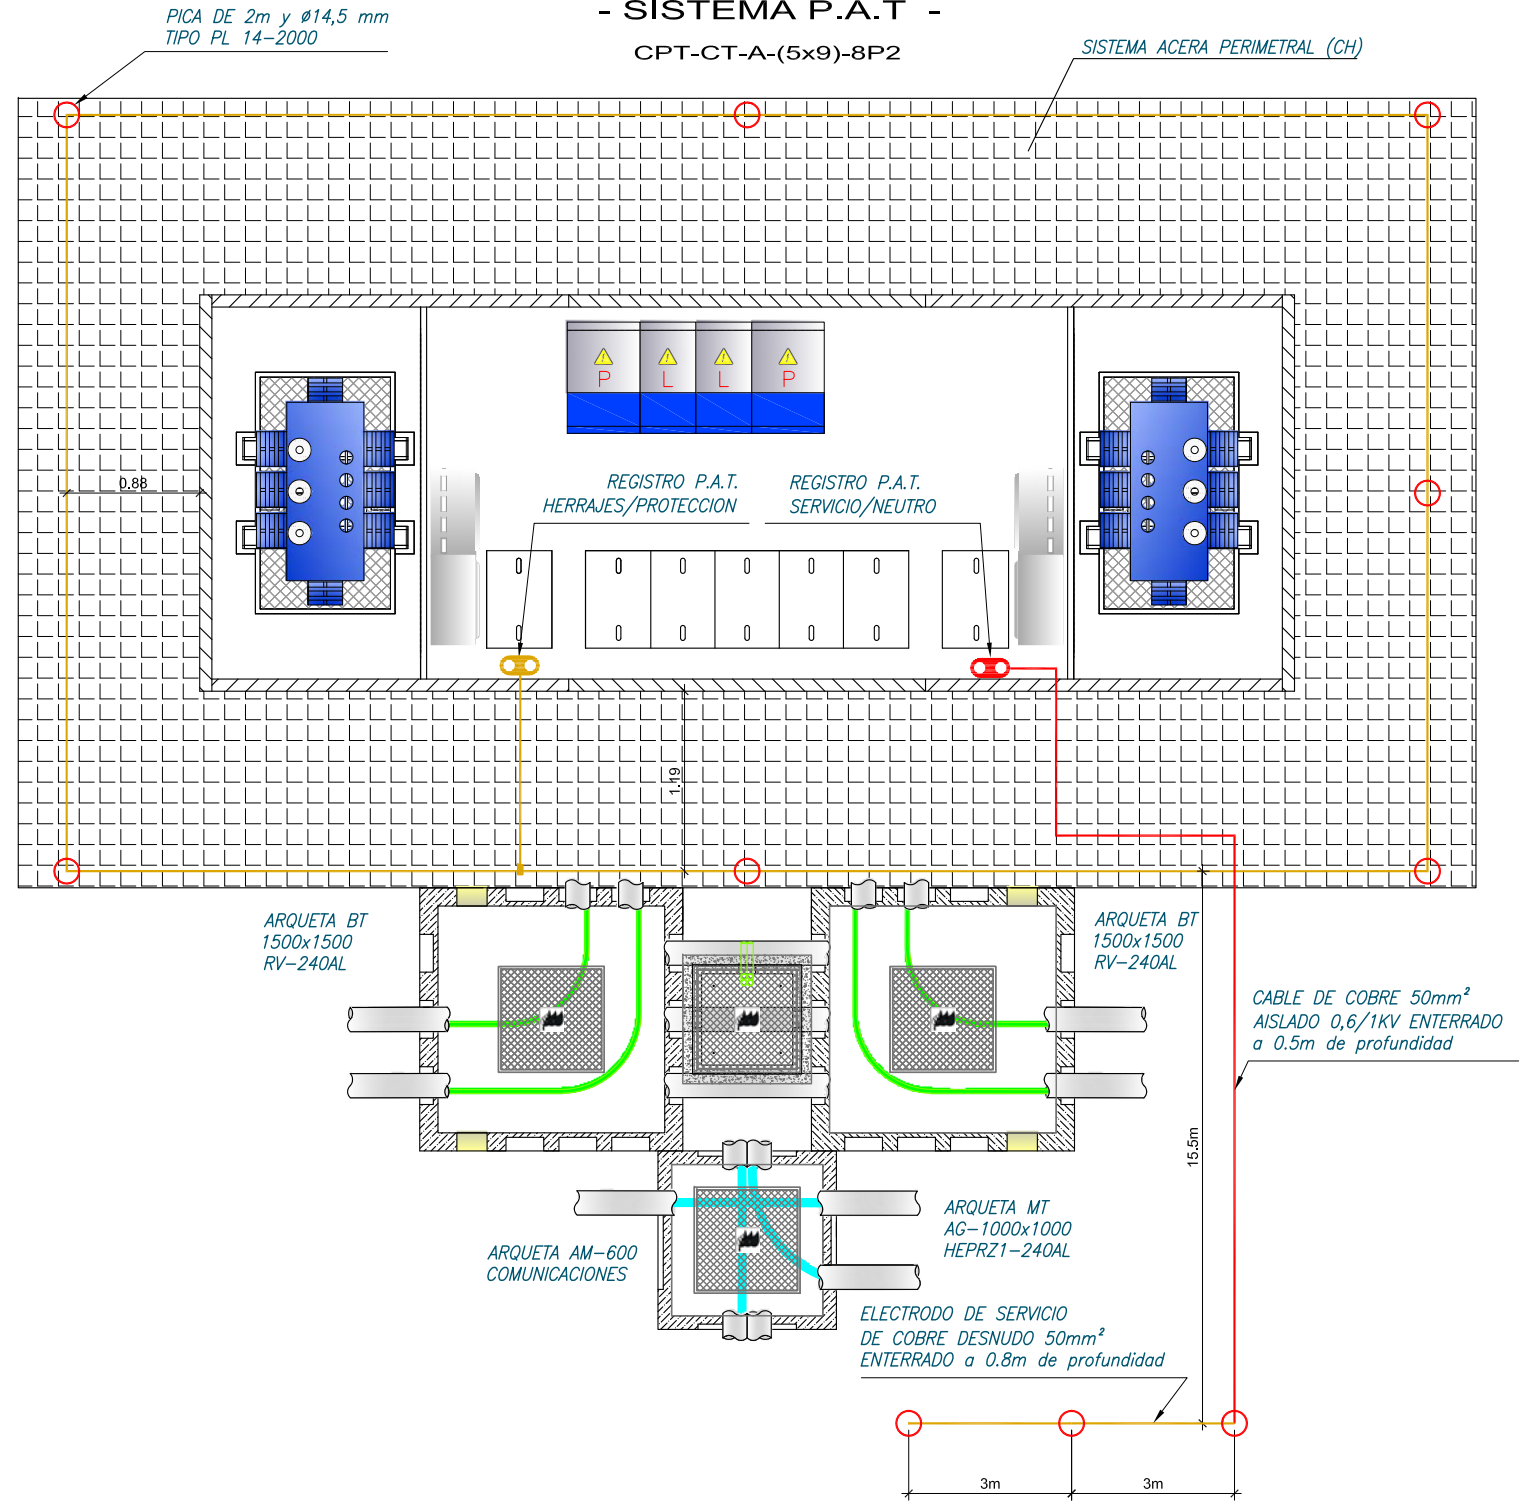 - SISTEMA P.A.T -
CPT-CT-A-(5x9)-8P2
PICA DE 2m y ø14,5 mm
TIPO PL 14-2000
SISTEMA ACERA PERIMETRAL (CH)
P
L
L
P
0.88
REGISTRO P.A.T.
HERRAJES/PROTECCION
REGISTRO P.A.T.
SERVICIO/NEUTRO
1.19
ARQUETA BT
1500x1500
RV-240AL
ARQUETA BT
1500x1500
RV-240AL
CABLE DE COBRE 50mm²
AISLADO 0,6/1KV ENTERRADO
a 0.5m de profundidad
15.5m
ARQUETA AM-600
COMUNICACIONES
ARQUETA MT
AG-1000x1000
HEPRZ1-240AL
ELECTRODO DE SERVICIO
DE COBRE DESNUDO 50mm²
ENTERRADO a 0.8m de profundidad
3m
3m